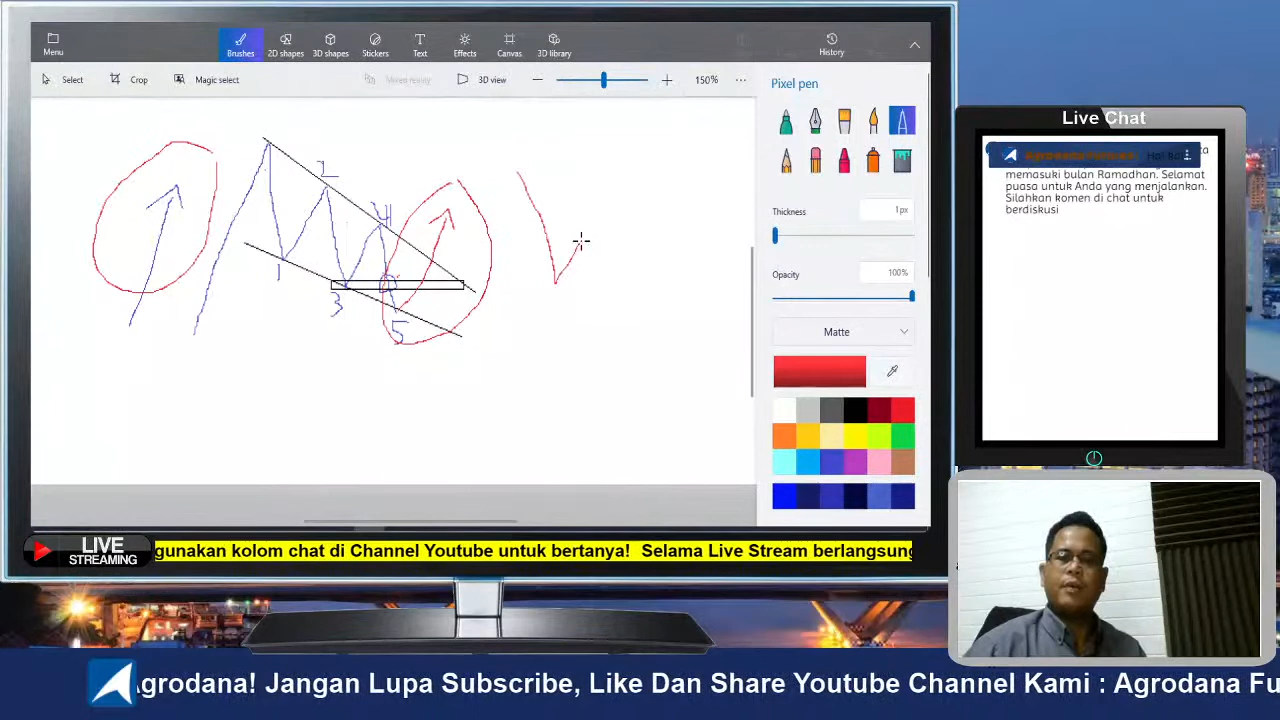 Menu
Brushes
2D shapes
3D shapes
Stickers
Text
Effects
Canvas
3D library
History
Select
Crop
Magic select
Mixed reality
3D view
150%
Pixel pen
Thickness
1px
Opacity
100%
Matte
1
2
3
4
5
Live Chat
memasuki bulan Ramadhan. Selamat
puasa untuk Anda yang menjalankan.
Silahkan komen di chat untuk
berdiskusi
LIVE
STREAMING
gunakan kolom chat di Channel Youtube untuk bertanya! Selama Live Stream berlangsung
Agrodana! Jangan Lupa Subscribe, Like Dan Share Youtube Channel Kami : Agrodana Fu